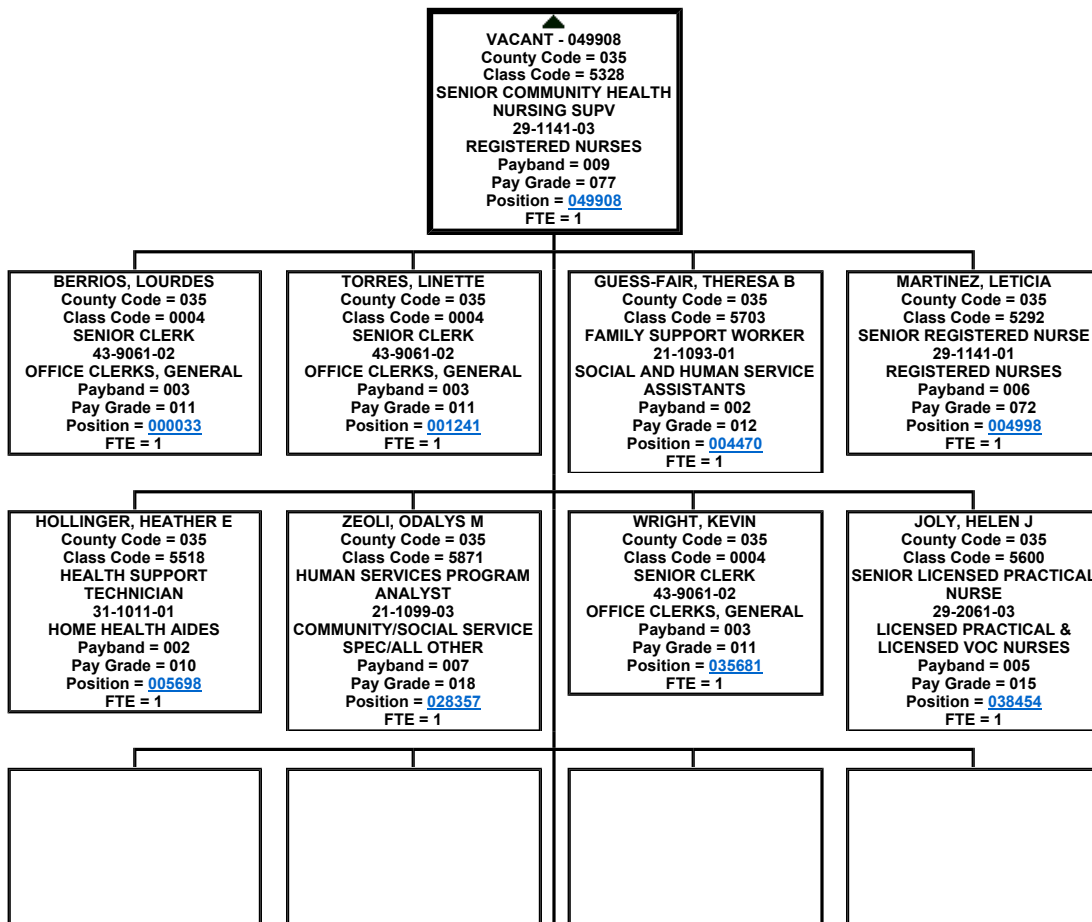 VACANT - 049908
County Code = 035
Class Code = 5328
SENIOR COMMUNITY HEALTH
NURSING SUPV
29-1141-03
REGISTERED NURSES
Payband = 009
Pay Grade = 077
Position = 049908
FTE = 1
BERRIOS, LOURDES
County Code = 035
Class Code = 0004
SENIOR CLERK
43-9061-02
OFFICE CLERKS, GENERAL
Payband = 003
Pay Grade = 011
Position = 000033
FTE = 1
TORRES, LINETTE
County Code = 035
Class Code = 0004
SENIOR CLERK
43-9061-02
OFFICE CLERKS, GENERAL
Payband = 003
Pay Grade = 011
Position = 001241
FTE = 1
GUESS-FAIR, THERESA B
County Code = 035
Class Code = 5703
FAMILY SUPPORT WORKER
21-1093-01
SOCIAL AND HUMAN SERVICE
ASSISTANTS
Payband = 002
Pay Grade = 012
Position = 004470
FTE = 1
MARTINEZ, LETICIA
County Code = 035
Class Code = 5292
SENIOR REGISTERED NURSE
29-1141-01
REGISTERED NURSES
Payband = 006
Pay Grade = 072
Position = 004998
FTE = 1
HOLLINGER, HEATHER E
County Code = 035
Class Code = 5518
HEALTH SUPPORT
TECHNICIAN
31-1011-01
HOME HEALTH AIDES
Payband = 002
Pay Grade = 010
Position = 005698
FTE = 1
ZEOLI, ODALYS M
County Code = 035
Class Code = 5871
HUMAN SERVICES PROGRAM
ANALYST
21-1099-03
COMMUNITY/SOCIAL SERVICE
SPEC/ALL OTHER
Payband = 007
Pay Grade = 018
Position = 028357
FTE = 1
WRIGHT, KEVIN
County Code = 035
Class Code = 0004
SENIOR CLERK
43-9061-02
OFFICE CLERKS, GENERAL
Payband = 003
Pay Grade = 011
Position = 035681
FTE = 1
JOLY, HELEN J
County Code = 035
Class Code = 5600
SENIOR LICENSED PRACTICAL
NURSE
29-2061-03
LICENSED PRACTICAL &
LICENSED VOC NURSES
Payband = 005
Pay Grade = 015
Position = 038454
FTE = 1